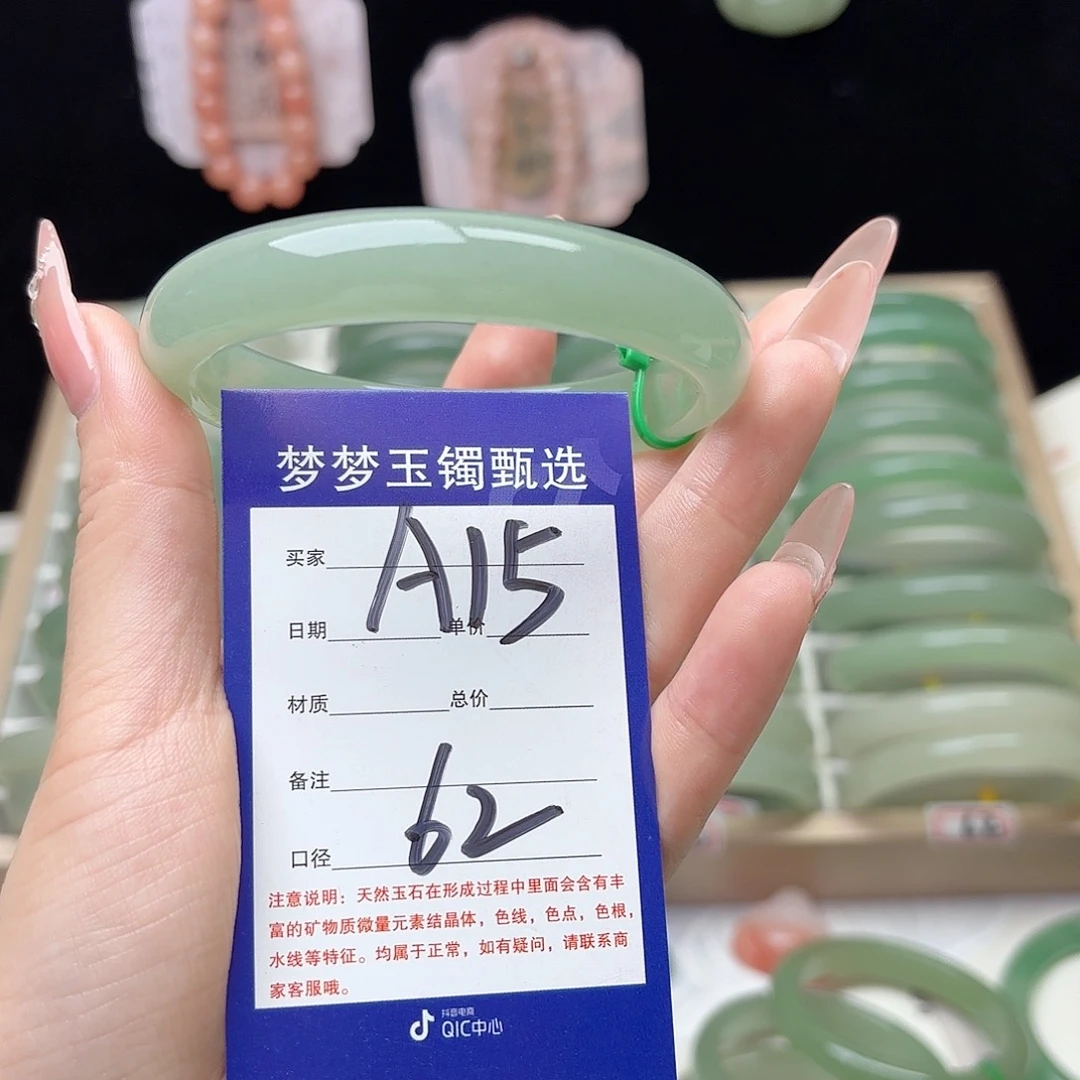 梦梦玉镯甄选
买家 A15
日期 单价
材质 总价
备注
口径 62
注意说明：天然玉石在形成过程中里面会含有丰
富的矿物质微量元素结晶体，色线，色点，色根，
水线等特征。均属于正常，如有疑问，请联系商
家客服哦。
抖音电商
QIC中心